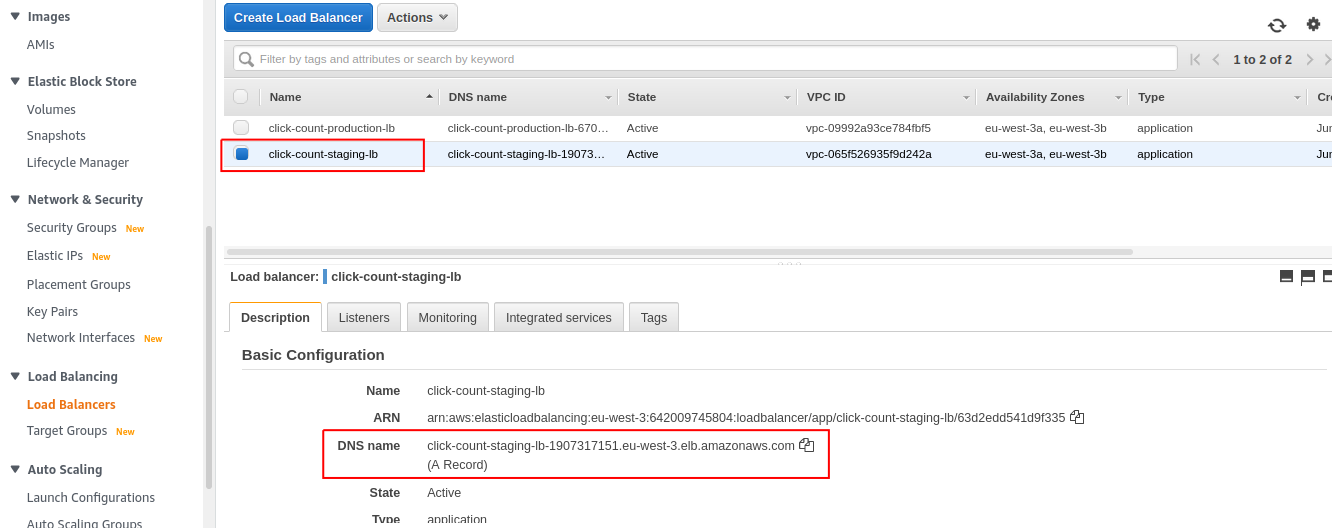 Images
AMIs
Elastic Block Store
Volumes
Snapshots
Lifecycle Manager
Network & Security
Security Groups New
Elastic IPs New
Placement Groups
Key Pairs
Network Interfaces New
Load Balancing
Load Balancers
Target Groups New
Auto Scaling
Launch Configurations
Auto Scaling Groups
Create Load Balancer Actions
Filter by tags and attributes or search by keyword 1 to 2 of 2
Name DNS name State VPC ID Availability Zones Type Cre
click-count-production-lb click-count-production-lb-670… Active vpc-09992a93ce784fbf5 eu-west-3a, eu-west-3b application Jun
click-count-staging-lb click-count-staging-lb-19073… Active vpc-065f526935f9d242a eu-west-3a, eu-west-3b application Jun
Load balancer: click-count-staging-lb
Description Listeners Monitoring Integrated services Tags
Basic Configuration
Name click-count-staging-lb
ARN arn:aws:elasticloadbalancing:eu-west-3:642009745804:loadbalancer/app/click-count-staging-lb/63d2edd541d9f335
DNS name click-count-staging-lb-1907317151.eu-west-3.elb.amazonaws.com
(A Record)
State Active
Type application